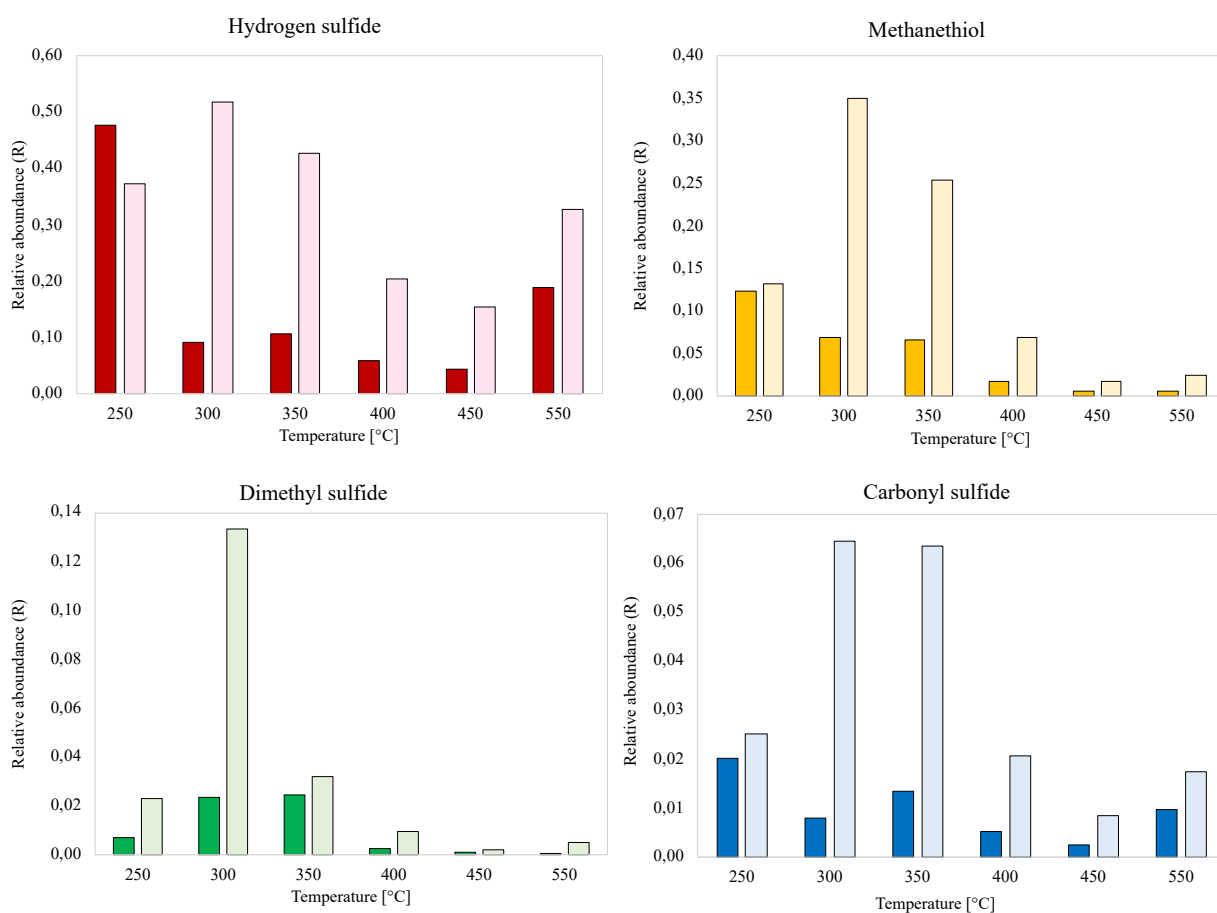 Hydrogen sulfide
Relative aboundance (R)
0,60
0,50
0,40
0,30
0,20
0,10
0,00
250 300 350 400 450 550
Temperature [°C]
Methanethiol
Relative aboundance (R)
0,40
0,35
0,30
0,25
0,20
0,15
0,10
0,05
0,00
250 300 350 400 450 550
Temperature [°C]
Dimethyl sulfide
Relative aboundance (R)
0,14
0,12
0,10
0,08
0,06
0,04
0,02
0,00
250 300 350 400 450 550
Temperature [°C]
Carbonyl sulfide
Relative aboundance (R)
0,07
0,06
0,05
0,04
0,03
0,02
0,01
0,00
250 300 350 400 450 550
Temperature [°C]